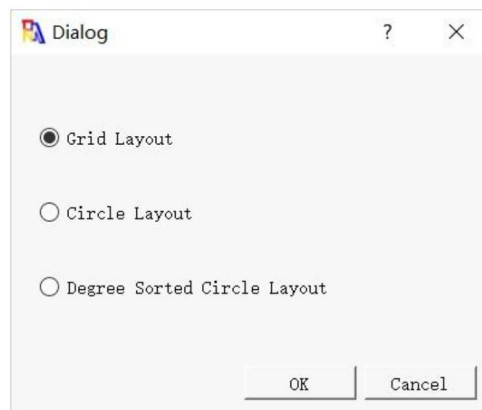 Dialog ?
Grid Layout
Circle Layout
Degree Sorted Circle Layout
OK Cancel